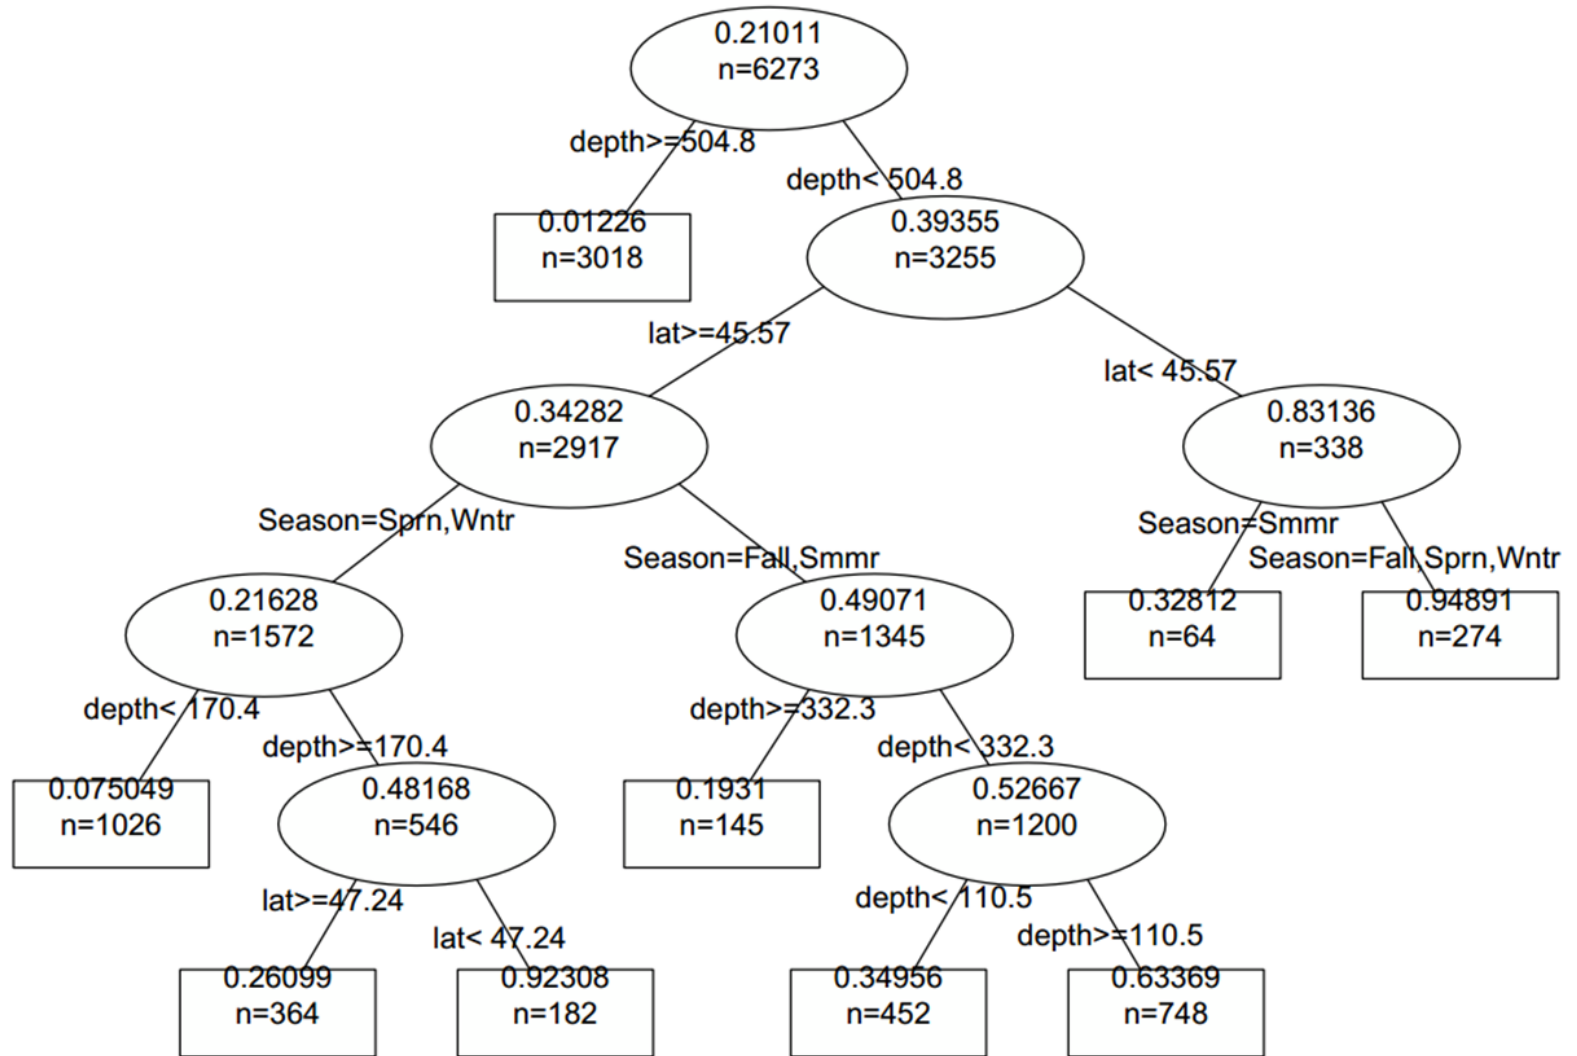 0.21011
n=6273
depth>=504.8
depth< 504.8
0.01226
n=3018
0.39355
n=3255
lat>=45.57
lat< 45.57
0.34282
n=2917
0.83136
n=338
Season=Sprn,Wntr
Season=Fall,Smmr
Season=Smmr
Season=Fall,Sprn,Wntr
0.21628
n=1572
0.49071
n=1345
0.32812
n=64
0.94891
n=274
depth< 170.4
depth>=170.4
depth>=332.3
depth< 332.3
0.075049
n=1026
0.48168
n=546
0.1931
n=145
0.52667
n=1200
lat>=47.24
lat< 47.24
depth< 110.5
depth>=110.5
0.26099
n=364
0.92308
n=182
0.34956
n=452
0.63369
n=748